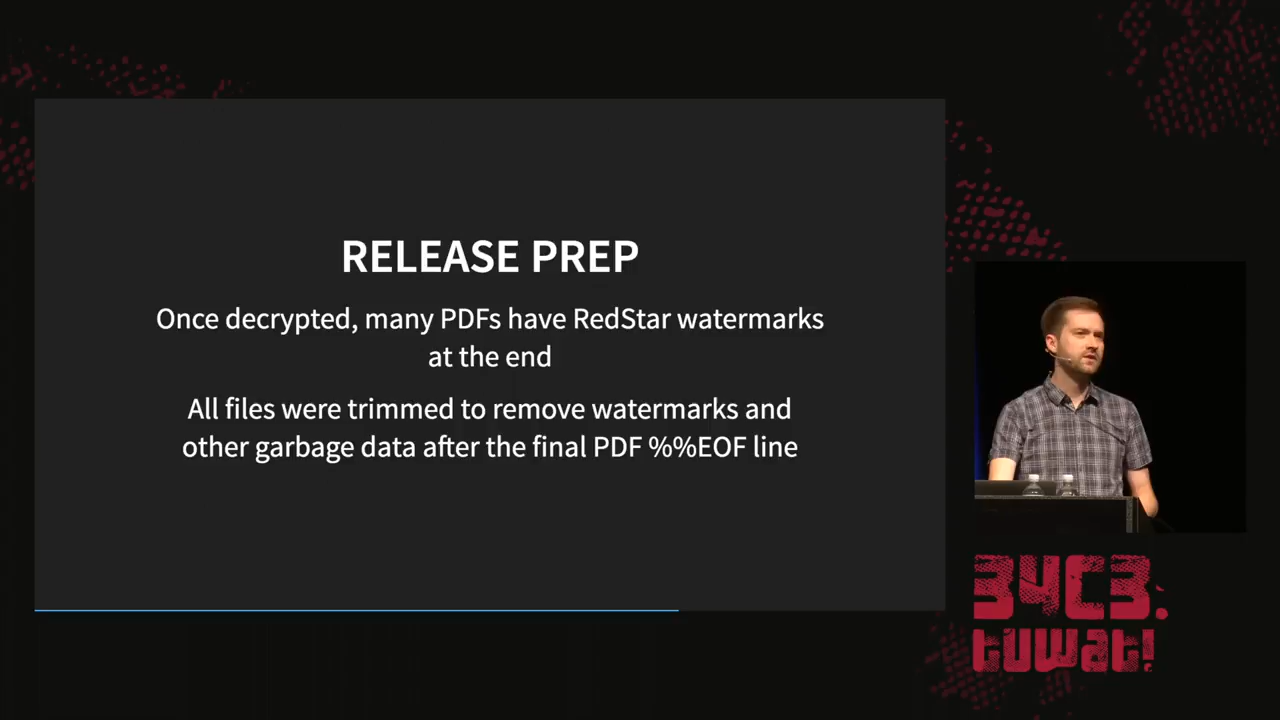 RELEASE PREP
Once decrypted, many PDFs have RedStar watermarks
at the end
All files were trimmed to remove watermarks and
other garbage data after the final PDF %%EOF line
34C3.
tuwat!